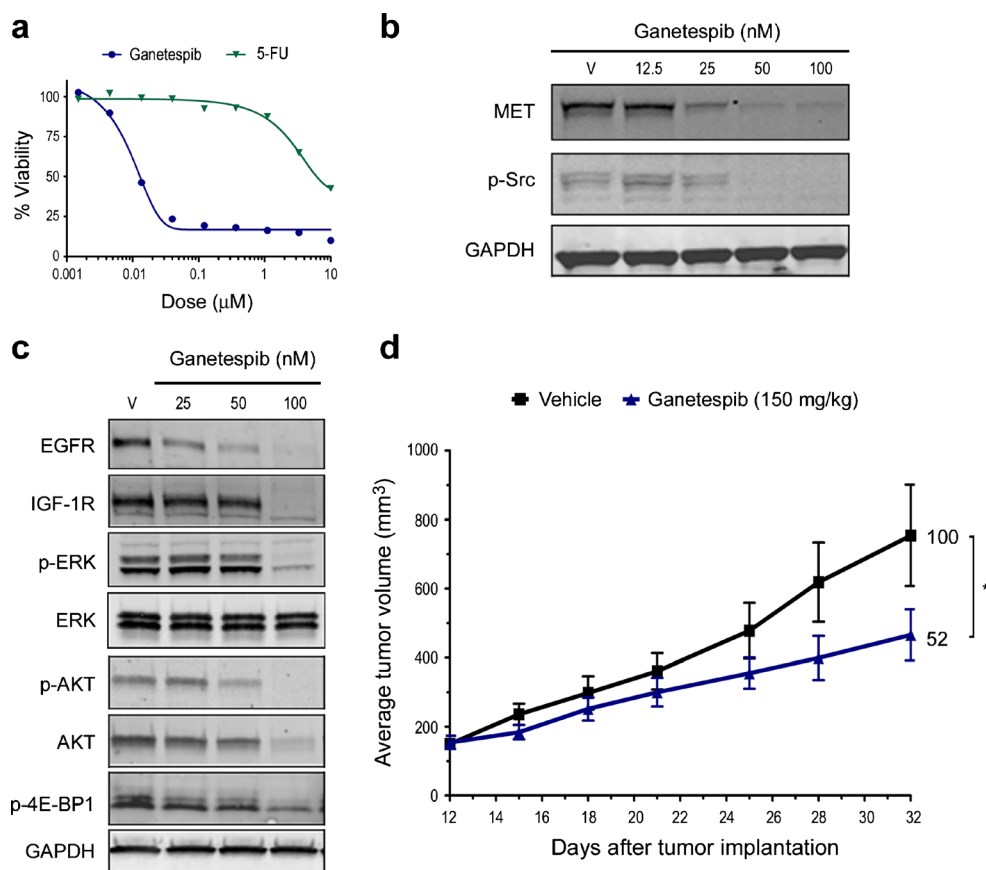 a
Ganetespib 5-FU
% Viability
100
75
50
25
0
0.001 0.01 0.1 1 10
Dose (μM)
b
Ganetespib (nM)
V 12.5 25 50 100
MET
p-Src
GAPDH
c
Ganetespib (nM)
V 25 50 100
EGFR
IGF-1R
p-ERK
ERK
p-AKT
AKT
p-4E-BP1
GAPDH
d
Vehicle Ganetespib (150 mg/kg)
Average tumor volume (mm³)
1000
800
600
400
200
0
100
52
*
12 14 16 18 20 22 24 26 28 30 32
Days after tumor implantation